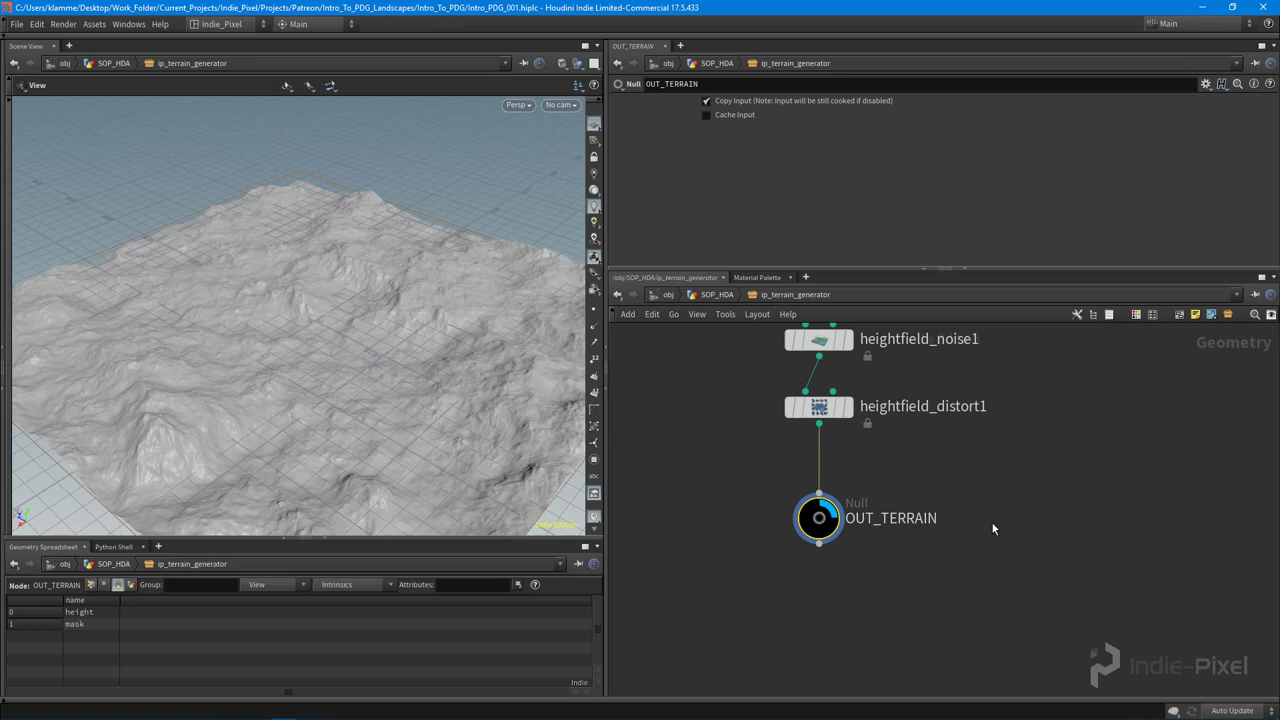 C:/Users/klamme/Desktop/Work_Folder/Current_Projects/Indie_Pixel/Projects/Patreon/Intro_To_PDG_Landscapes/Intro_To_PDG/Intro_PDG_001.hiplc - Houdini Indie Limited-Commercial 17.5.433
File Edit Render Assets Windows Help Indie_Pixel Main Main
Scene View
obj SOP_HDA ip_terrain_generator
View
Persp No cam
abc
Indie Edition
Geometry Spreadsheet Python Shell
obj SOP_HDA ip_terrain_generator
Node: OUT_TERRAIN Group: View Intrinsics Attributes:
name
0 height
1 mask
Indie
OUT_TERRAIN
obj SOP_HDA ip_terrain_generator
Null OUT_TERRAIN
Copy Input (Note: Input will be still cooked if disabled)
Cache Input
/obj/SOP_HDA/ip_terrain_generator Material Palette
obj SOP_HDA ip_terrain_generator
Add Edit Go View Tools Layout Help
Geometry
heightfield_noise1
heightfield_distort1
Null
OUT_TERRAIN
Indie-Pixel
Auto Update